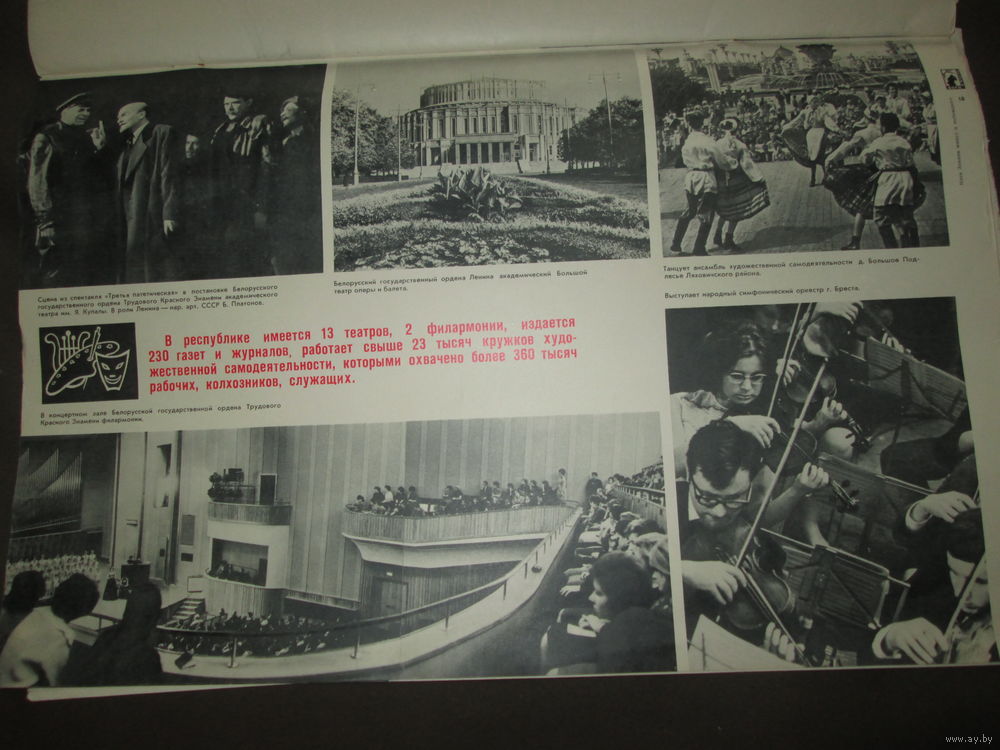 Сцена из спектакля «Третья патетическая» в постановке Белорусского
государственного ордена Трудового Красного Знамени академического
театра им. Я. Купалы. В роли Ленина — нар. арт. СССР Б. Платонов.
Белорусский государственный ордена Ленина академический Большой
театр оперы и балета.
Танцует ансамбль художественной самодеятельности д. Большов Под-
лесье Ляховичского района.
Выступает народный симфонический оркестр г. Бреста.
В республике имеется 13 театров, 2 филармонии, издается
230 газет и журналов, работает свыше 23 тысяч кружков худо-
жественной самодеятельности, которыми охвачено более 360 тысяч
рабочих, колхозников, служащих.
В концертном зале Белорусской государственной ордена Трудового
Красного Знамени филармонии.
www.ay.by